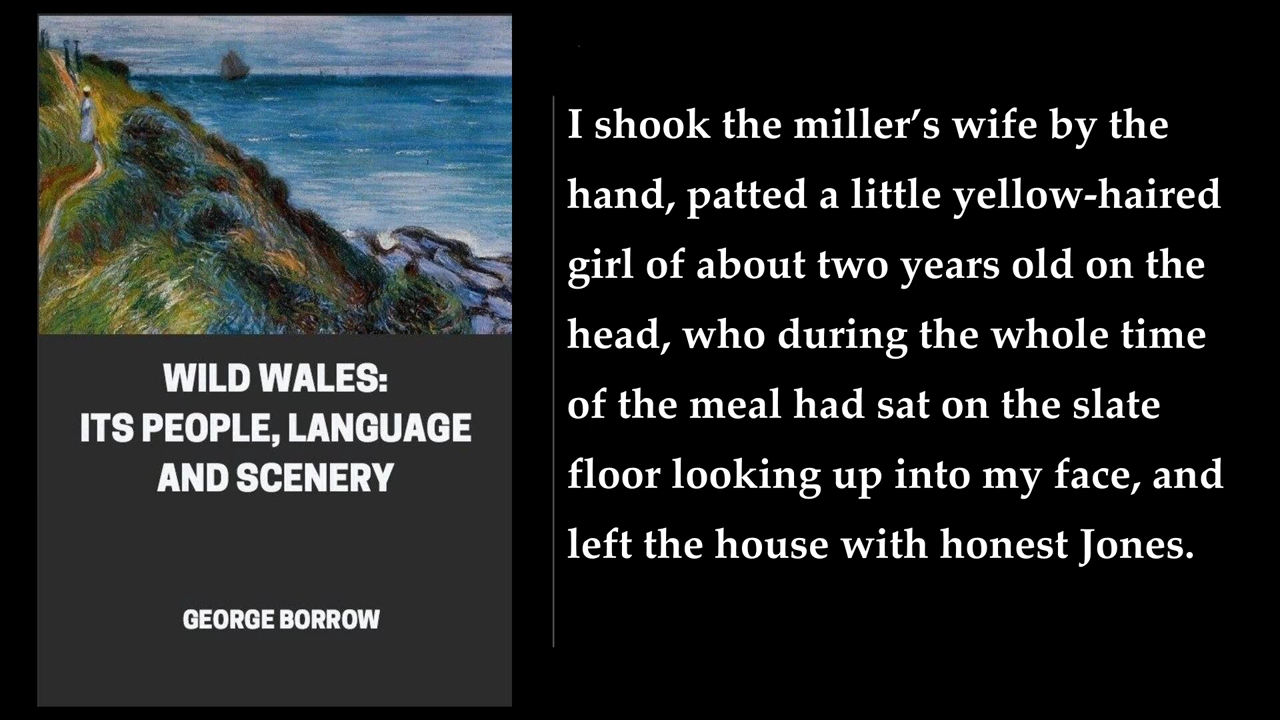 WILD WALES:
ITS PEOPLE, LANGUAGE
AND SCENERY
GEORGE BORROW
I shook the miller’s wife by the
hand, patted a little yellow-haired
girl of about two years old on the
head, who during the whole time
of the meal had sat on the slate
floor looking up into my face, and
left the house with honest Jones.